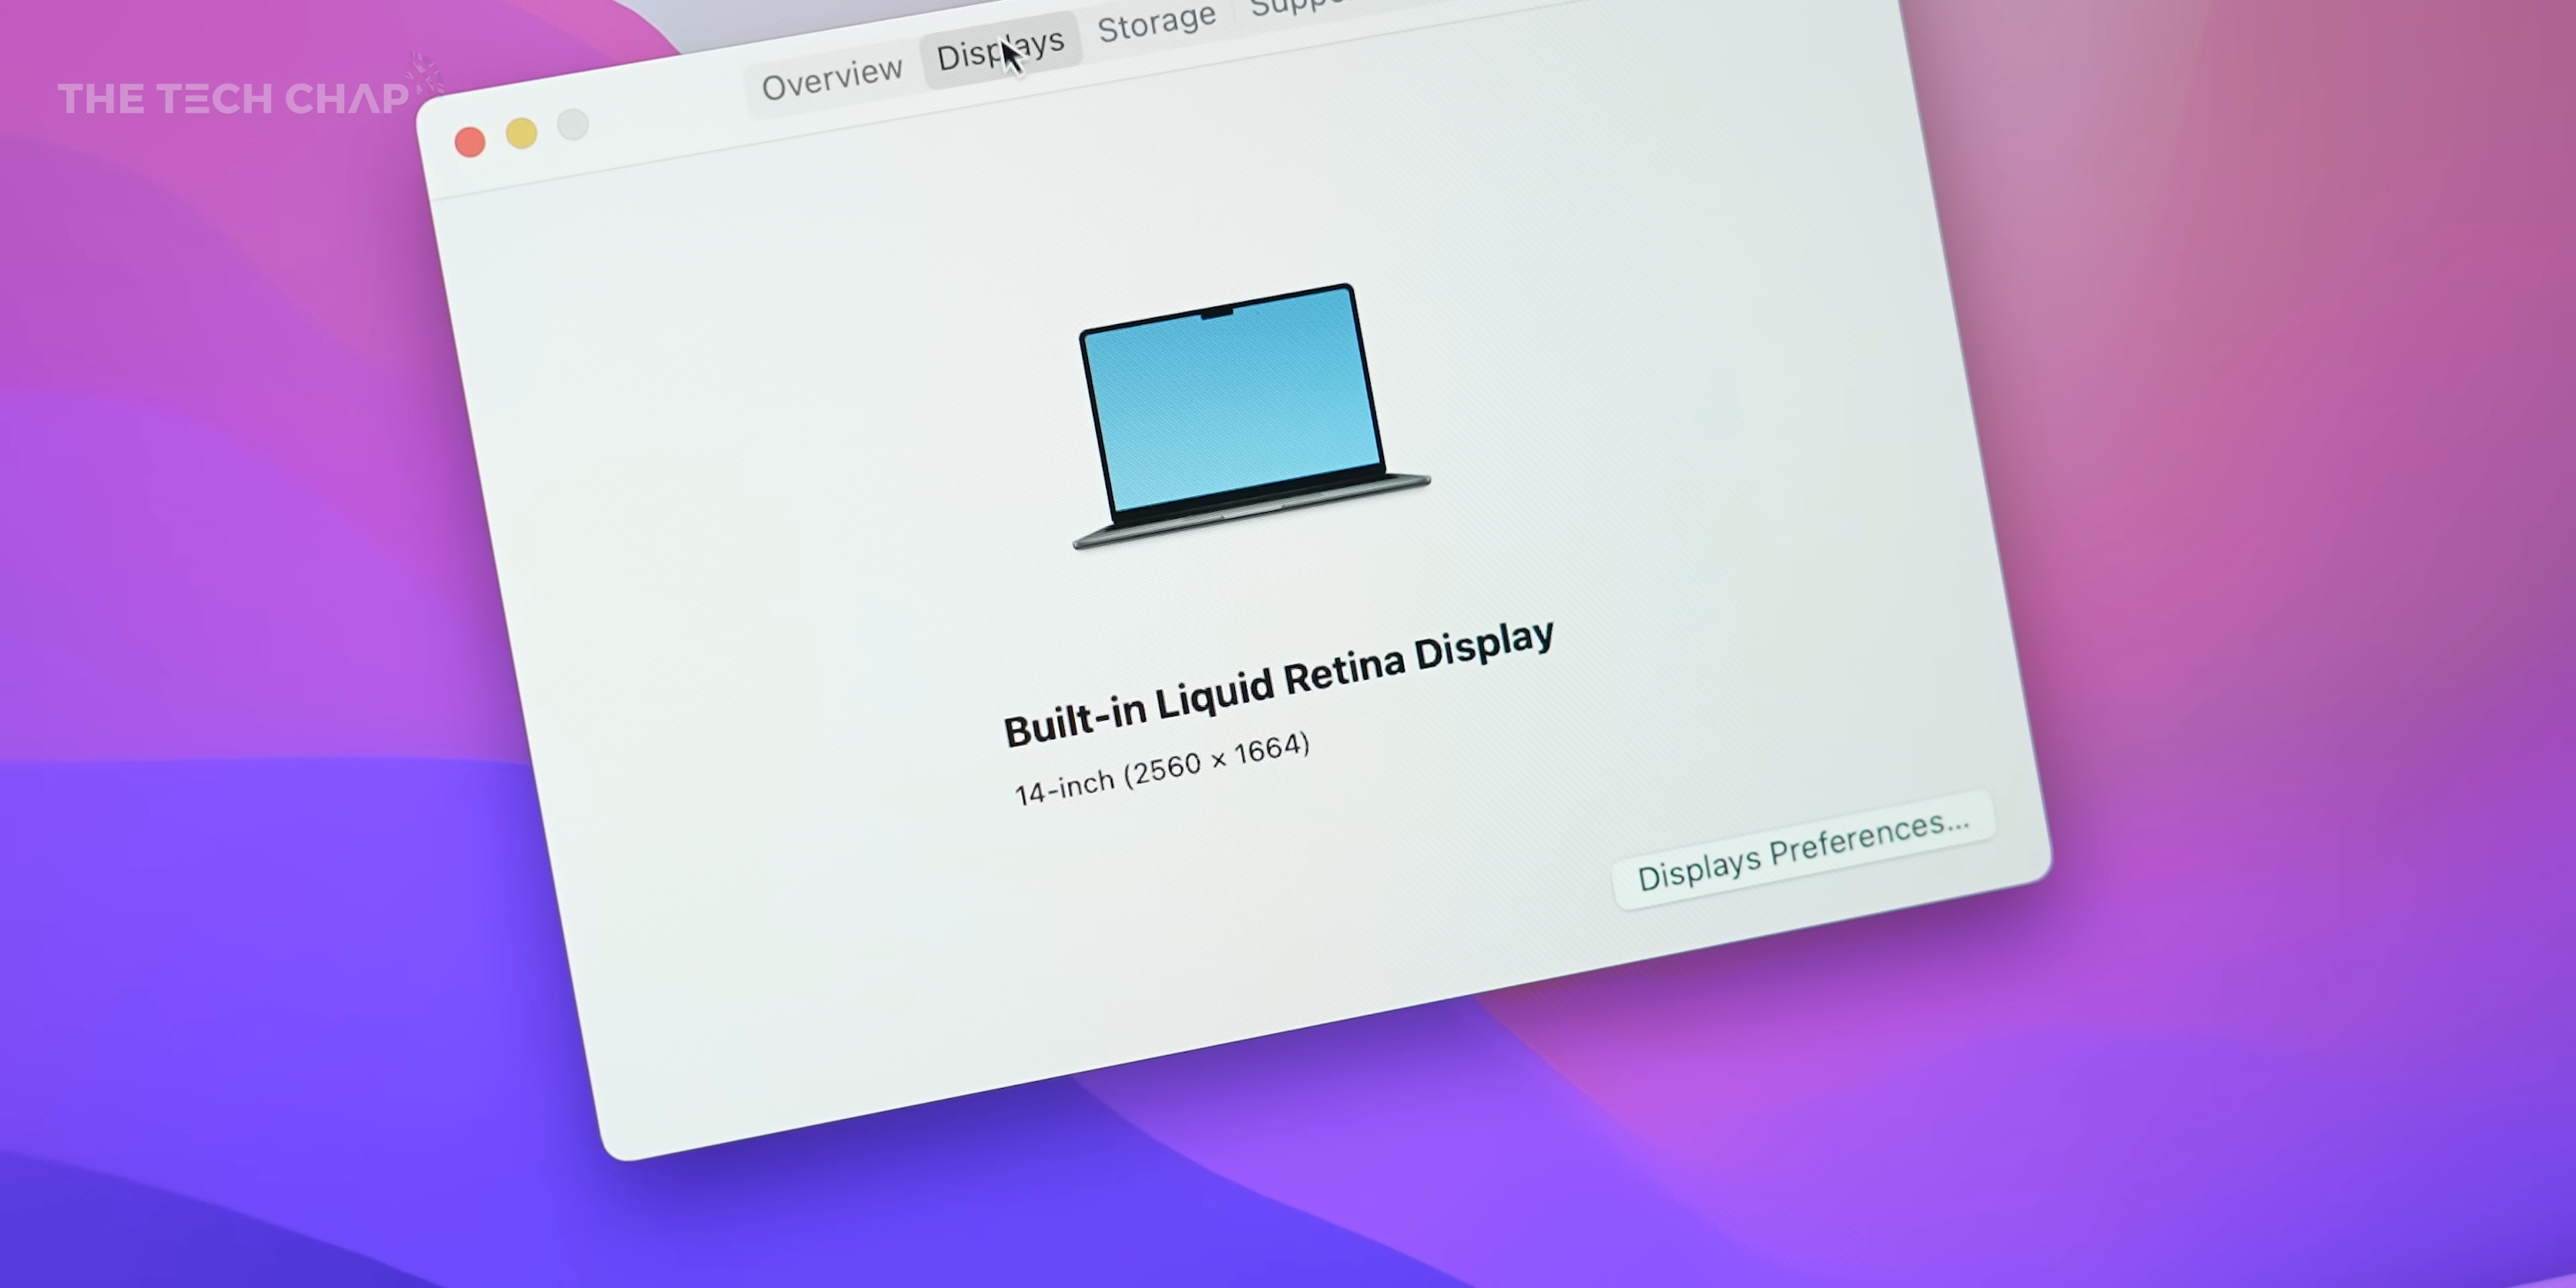 THE TECH CHAP
Overview
Displays
Storage
Built-in Liquid Retina Display
14-inch (2560 × 1664)
Displays Preferences...